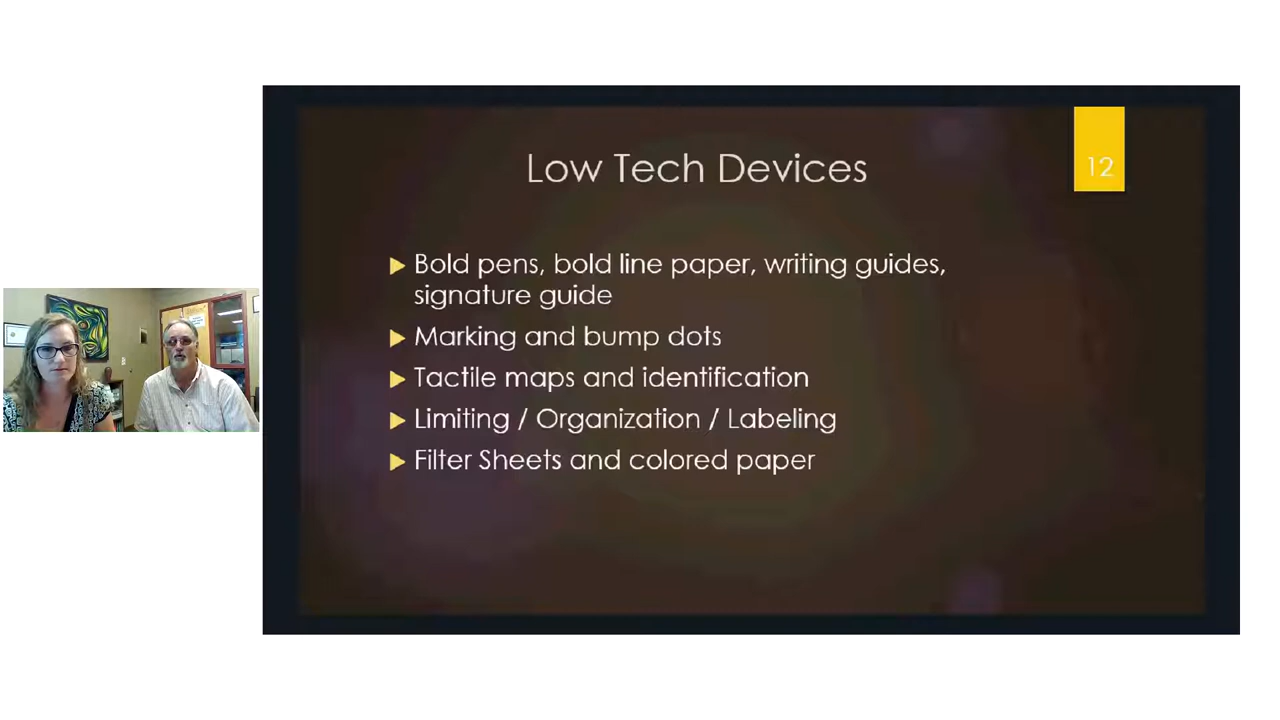 12
Low Tech Devices
Bold pens, bold line paper, writing guides,
signature guide
Marking and bump dots
Tactile maps and identification
Limiting / Organization / Labeling
Filter Sheets and colored paper